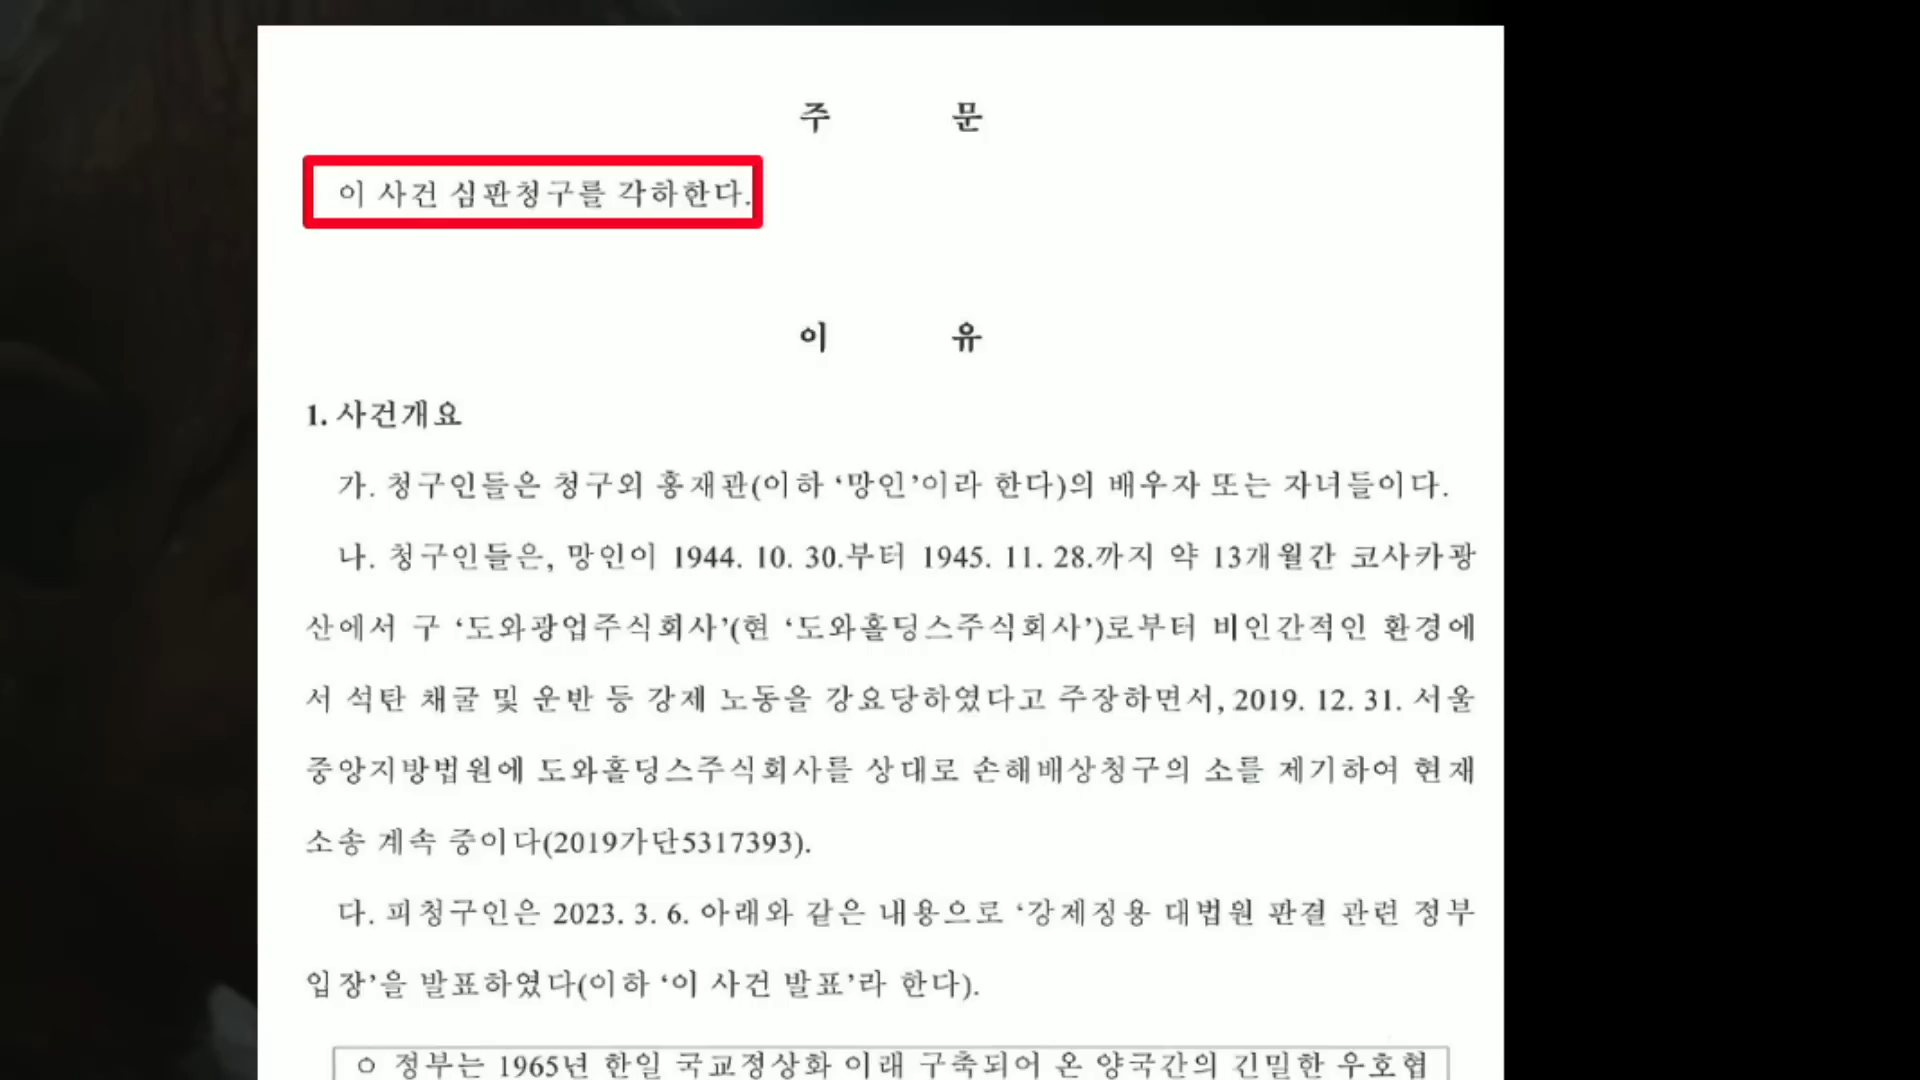 주 문
이 사건 심판청구를 각하한다.
이 유
1. 사건개요
가. 청구인들은 청구외 홍재관(이하 ‘망인’이라 한다)의 배우자 또는 자녀들이다.
나. 청구인들은, 망인이 1944. 10. 30.부터 1945. 11. 28.까지 약 13개월간 코사카광
산에서 구 ‘도와광업주식회사’(현 ‘도와홀딩스주식회사’)로부터 비인간적인 환경에
서 석탄 채굴 및 운반 등 강제 노동을 강요당하였다고 주장하면서, 2019. 12. 31. 서울
중앙지방법원에 도와홀딩스주식회사를 상대로 손해배상청구의 소를 제기하여 현재
소송 계속 중이다(2019가단5317393).
다. 피청구인은 2023. 3. 6. 아래와 같은 내용으로 ‘강제징용 대법원 판결 관련 정부
입장’을 발표하였다(이하 ‘이 사건 발표’라 한다).
ㅇ 정부는 1965년 한일 국교정상화 이래 구축되어 온 양국간의 긴밀한 우호협